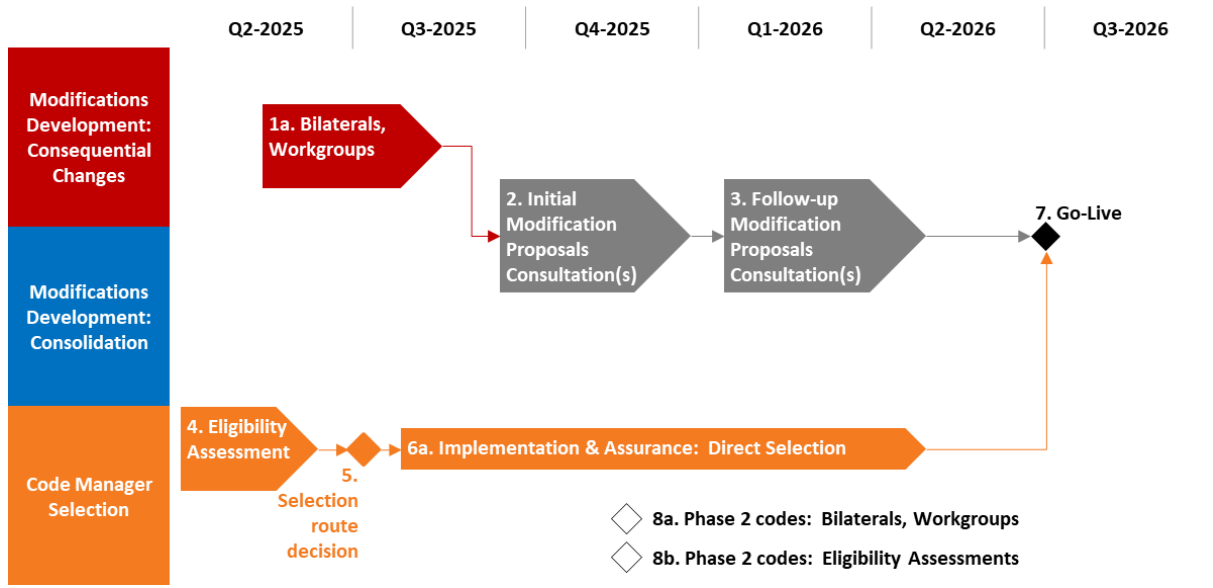 Q2-2025
Q3-2025
Q4-2025
Q1-2026
Q2-2026
Q3-2026
Modifications
Development:
Consequential
Changes
1a. Bilaterals,
Workgroups
2. Initial
Modification
Proposals
Consultation(s)
3. Follow-up
Modification
Proposals
Consultation(s)
7. Go-Live
Modifications
Development:
Consolidation
Code Manager
Selection
4. Eligibility
Assessment
5.
Selection
route
decision
6a. Implementation & Assurance: Direct Selection
8a. Phase 2 codes: Bilaterals, Workgroups
8b. Phase 2 codes: Eligibility Assessments